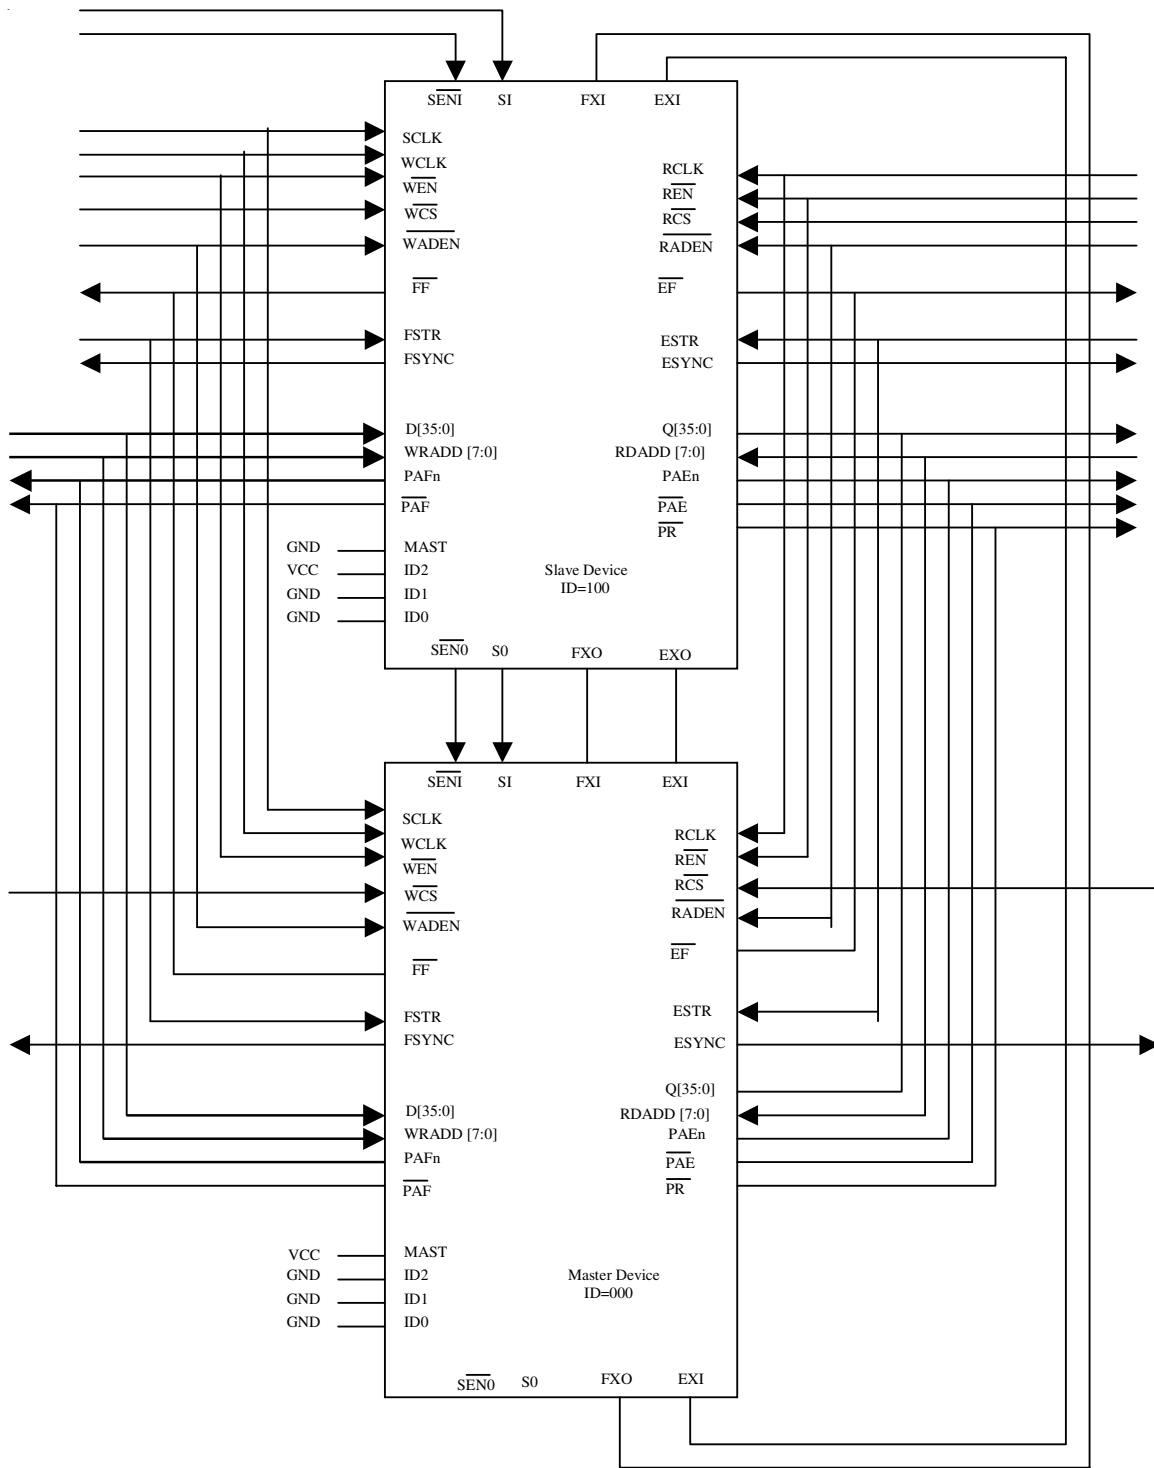 SENI SI FXI EXI
SCLK
WCLK
WEN
WCS
WADEN
FF
FSTR
FSYNC
D[35:0]
WRADD [7:0]
PAFn
PAF
GND MAST
VCC ID2
GND ID1
GND ID0
RCLK
REN
RCS
RADEN
EF
ESTR
ESYNC
Q[35:0]
RDADD [7:0]
PAEn
PAE
PR
Slave Device
ID=100
SEN0 S0 FXO EXO
SENI SI FXI EXI
SCLK
WCLK
WEN
WCS
WADEN
FF
FSTR
FSYNC
D[35:0]
WRADD [7:0]
PAFn
PAF
VCC MAST
GND ID2
GND ID1
GND ID0
RCLK
REN
RCS
RADEN
EF
ESTR
ESYNC
Q[35:0]
RDADD [7:0]
PAEn
PAE
PR
Master Device
ID=000
SEN0 S0 FXO EXI